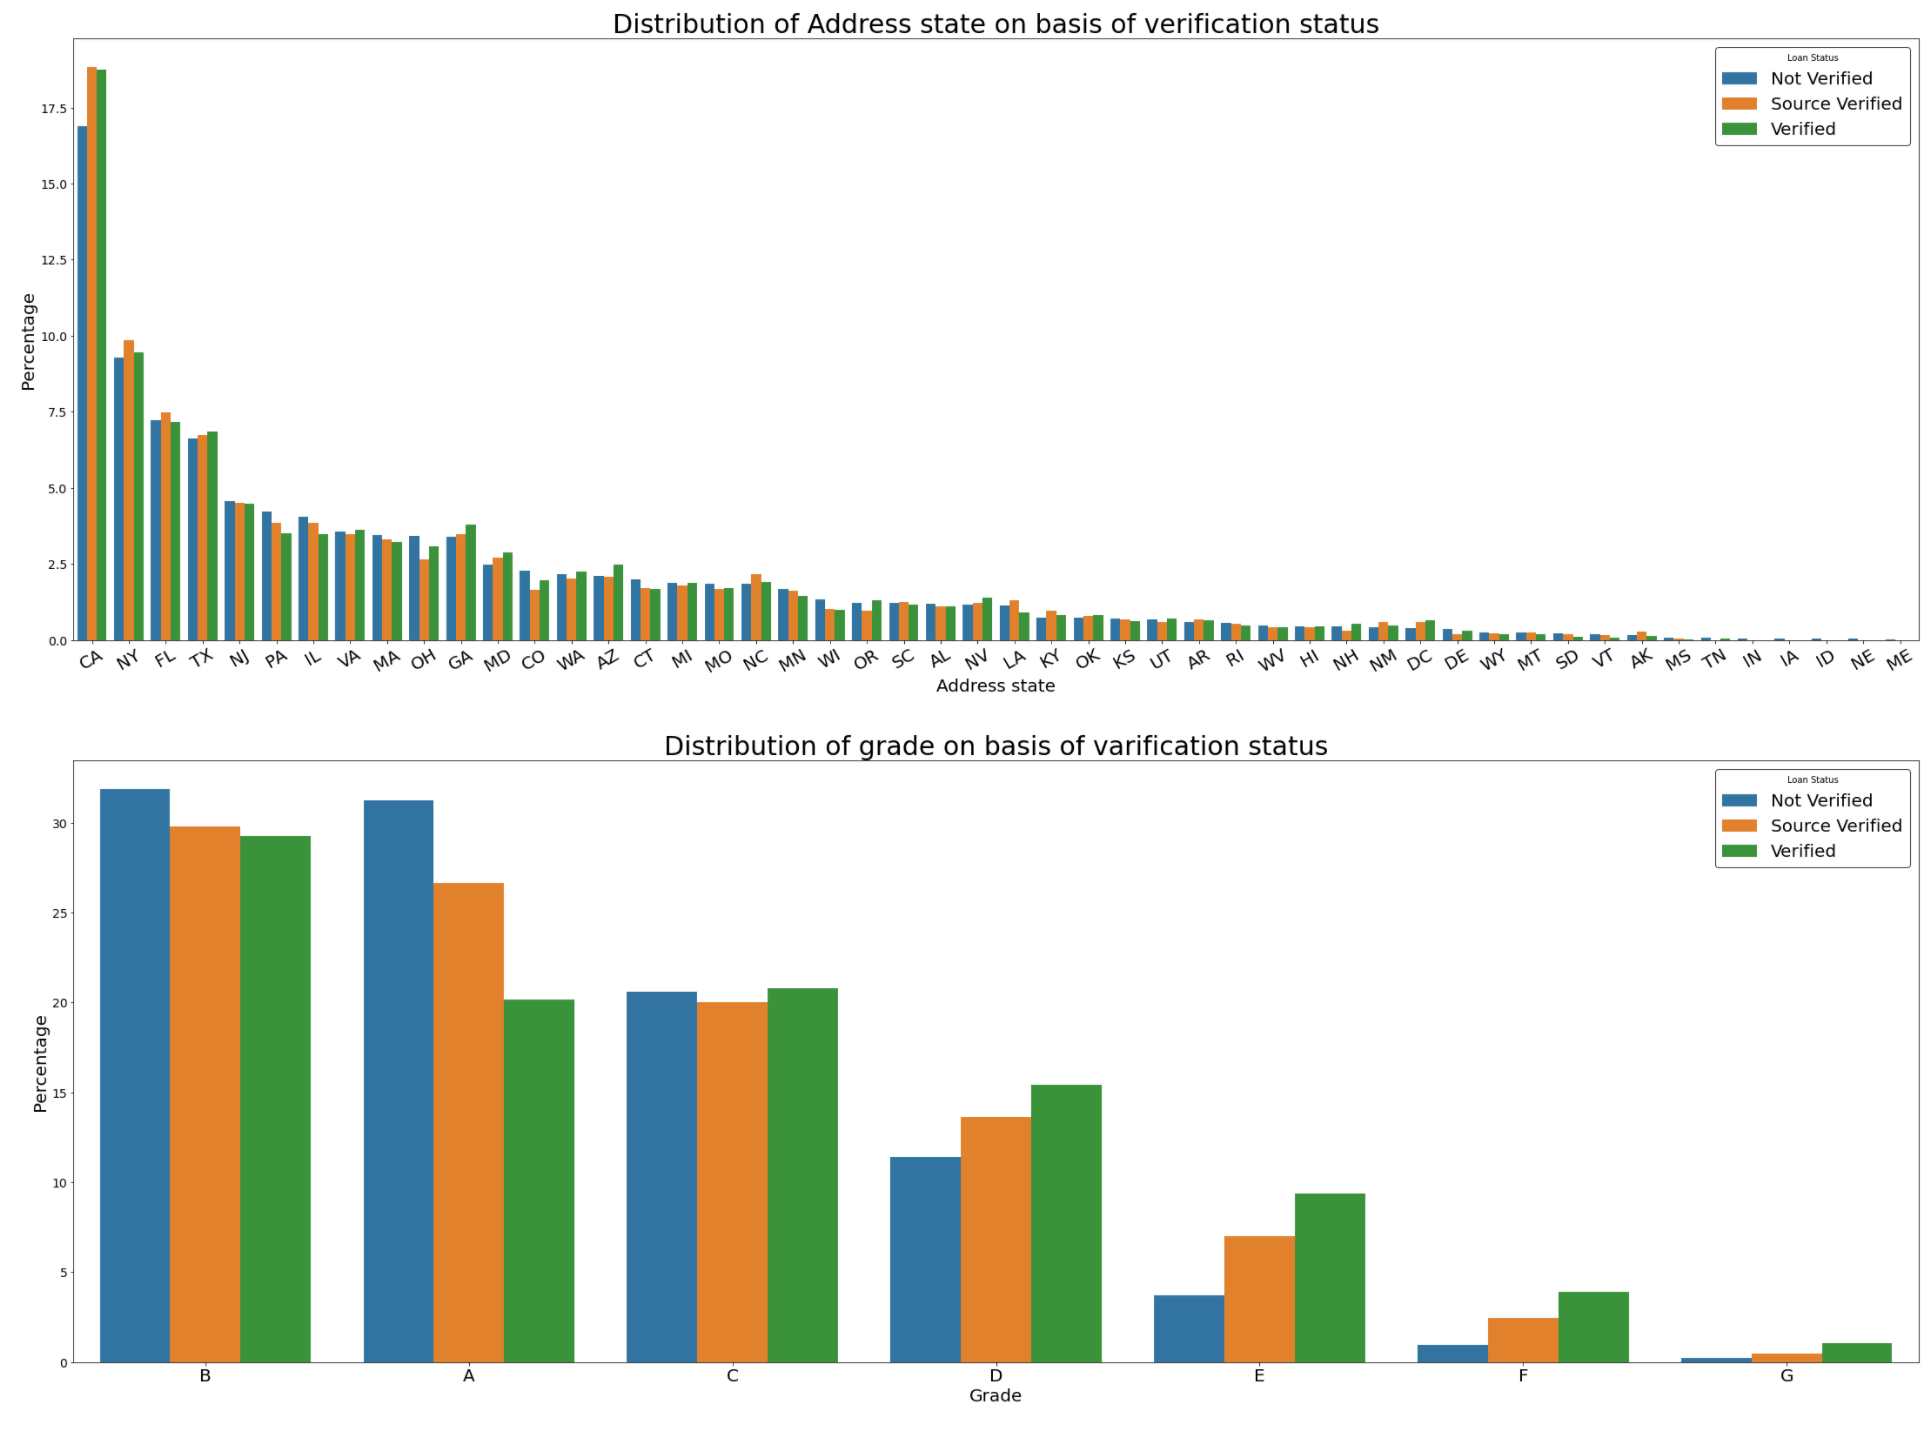 Distribution of Address state on basis of verification status
Loan Status
Not Verified
Source Verified
Verified
Percentage
17.5
15.0
12.5
10.0
7.5
5.0
2.5
0.0
CA NY FL TX NJ PA IL VA MA OH GA MD CO WA AZ CT MI MO NC MN WI OR SC AL NV LA KY OK KS UT AR RI WV HI NH NM DC DE WY MT SD VT AK MS TN IN IA ID NE ME
Address state
Distribution of grade on basis of varification status
Loan Status
Not Verified
Source Verified
Verified
Percentage
30
25
20
15
10
5
0
B A C D E F G
Grade